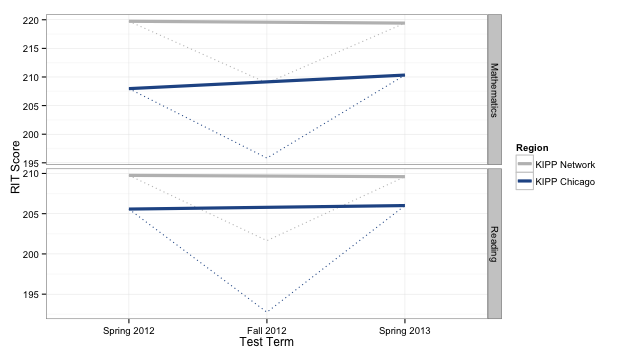 RIT Score
220
215
210
205
200
195
Mathematics
210
205
200
195
Reading
Spring 2012
Fall 2012
Spring 2013
Test Term
Region
KIPP Network
KIPP Chicago